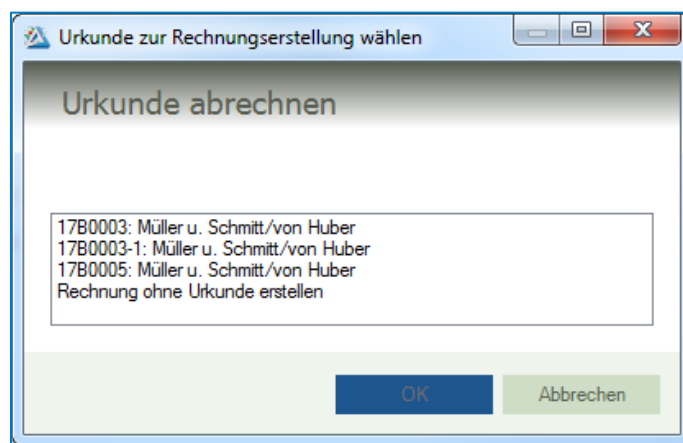 Urkunde zur Rechnungserstellung wählen
Urkunde abrechnen
17B0003: Müller u. Schmitt/von Huber
17B0003-1: Müller u. Schmitt/von Huber
17B0005: Müller u. Schmitt/von Huber
Rechnung ohne Urkunde erstellen
OK Abbrechen